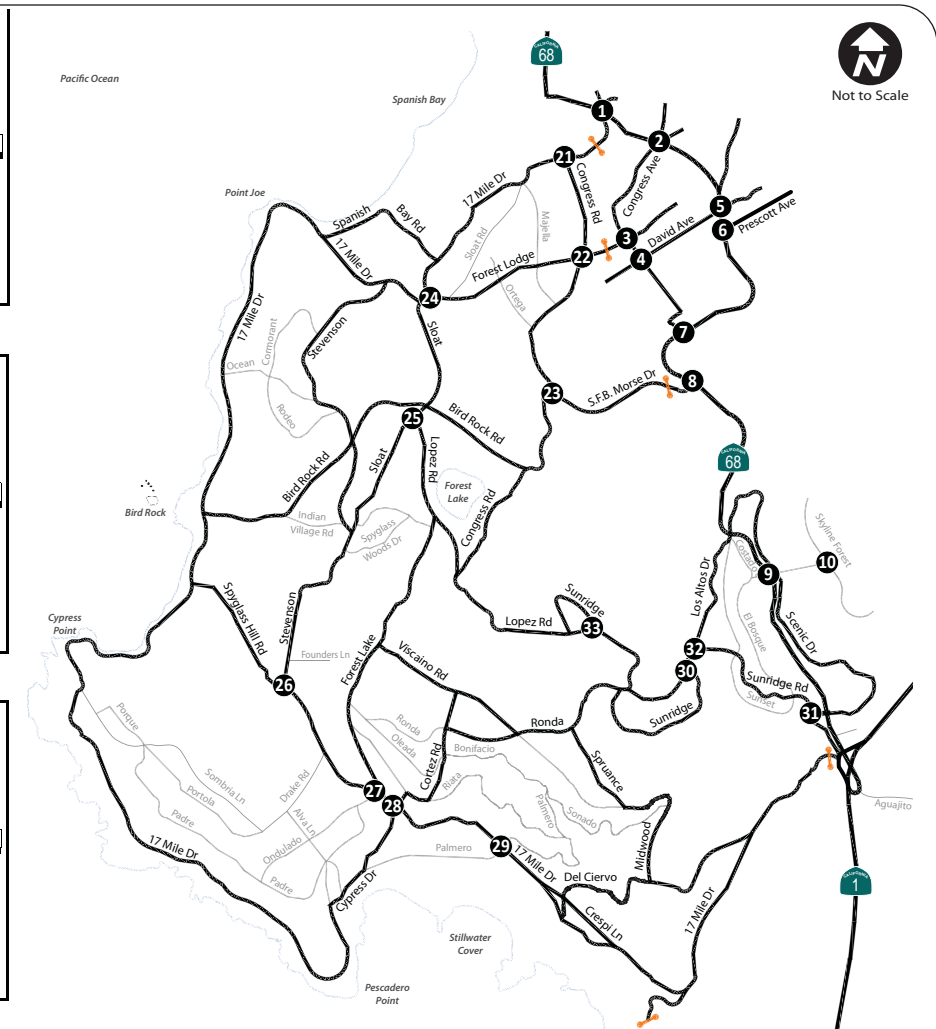 CALIFORNIA
68
N
Not to Scale
Pacific Ocean
Spanish Bay
1
2
21
17 Mile Dr
Congress Rd
Congress Ave
Point Joe
5
Spanish
Bay Rd
6
Prescott Ave
David Ave
3
4
17 Mile Dr
Sloat Rd
Majella
22
Forest Lodge
Ortega
24
17 Mile Dr
Stevenson
Sloat
7
Cormorant
Ocean
Rodeo
8
S.F.B. Morse Dr
23
25
Bird Rock Rd
Sloat
Lopez Rd
Bird Rock Rd
CALIFORNIA
68
Forest
Lake
Bird Rock
Indian
Village Rd
Spyglass
Woods Dr
Congress Rd
Skyline Forest
10
Costado
9
Los Altos Dr
El Bosque
Scenic Dr
Cypress
Point
Spyglass Hill Rd
Stevenson
Sunridge
33
Lopez Rd
32
30
Founders Ln
Forest Lake
Viscaino Rd
26
Sunridge Rd
Sunset
31
Sunridge
Ronda
Ronda
Oleada
Bonifacio
Cortez Rd
Riata
Spruance
Porque
Sombria Ln
Portola
Padre
Drake Rd
Alva Ln
Ondulado
Padre
27
28
Palmero
Sonado
Aguajito
29
Palmero
17 Mile Dr
Midwood
Del Ciervo
17 Mile Dr
Cypress Dr
Crespi Ln
17 Mile Dr
CALIFORNIA
1
Stillwater
Cove
Pescadero
Point